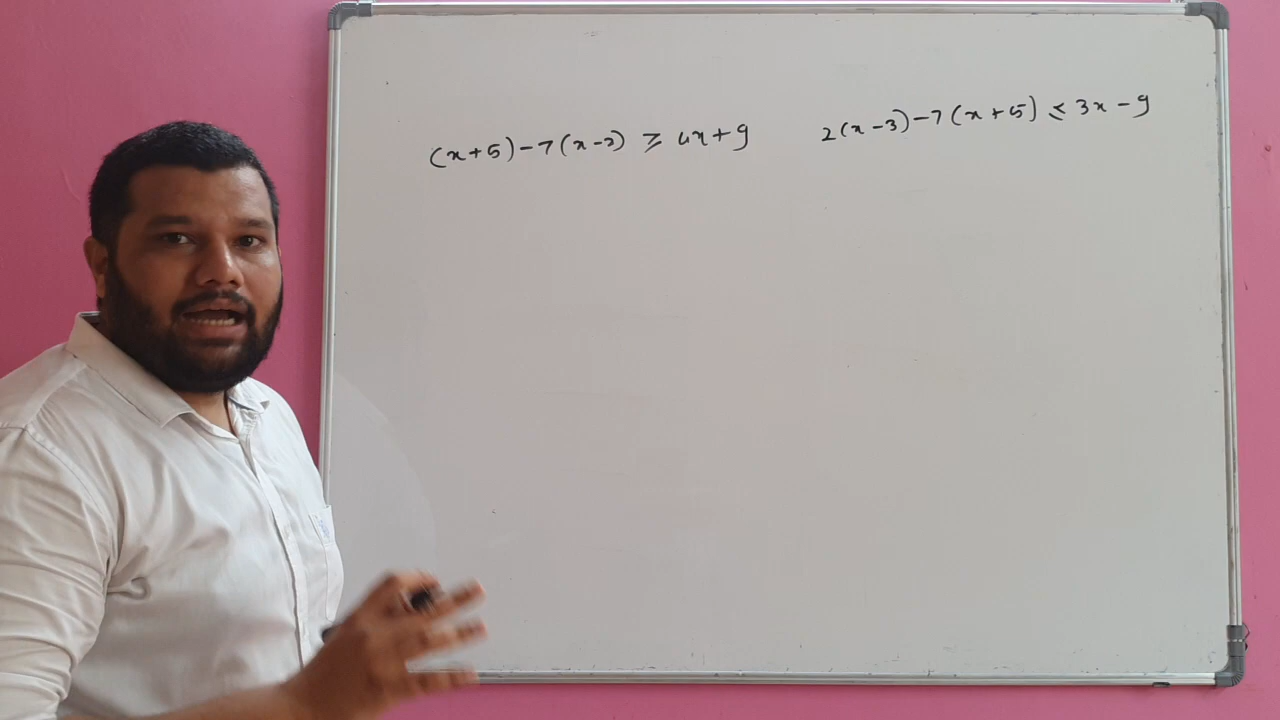 (x+5)-7(x-2) ≥ 4x+9
2(x-3)-7(x+5) ≤ 3x-9